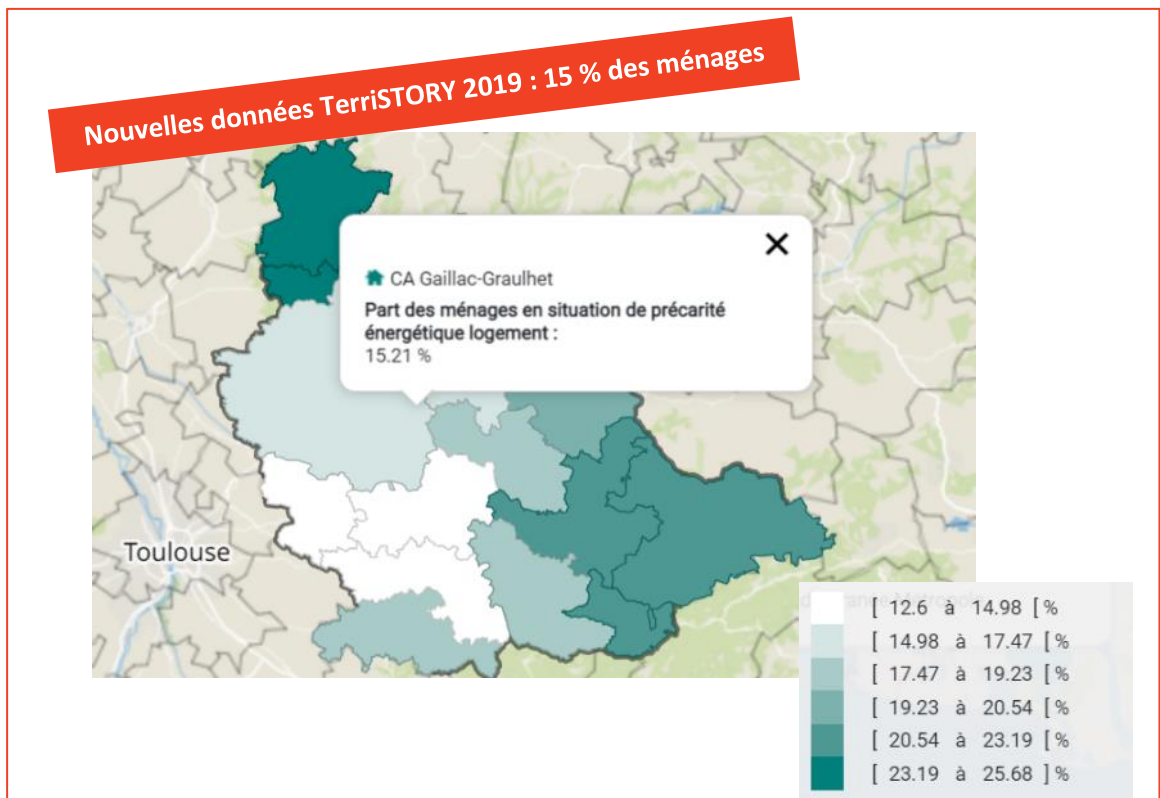 Nouvelles données TerriSTORY 2019 : 15 % des ménages
CA Gaillac-Graulhet
Part des ménages en situation de précarité
énergétique logement :
15.21 %
Toulouse
[ 12.6 à 14.98 [ %
[ 14.98 à 17.47 [ %
[ 17.47 à 19.23 [ %
[ 19.23 à 20.54 [ %
[ 20.54 à 23.19 [ %
[ 23.19 à 25.68 ] %